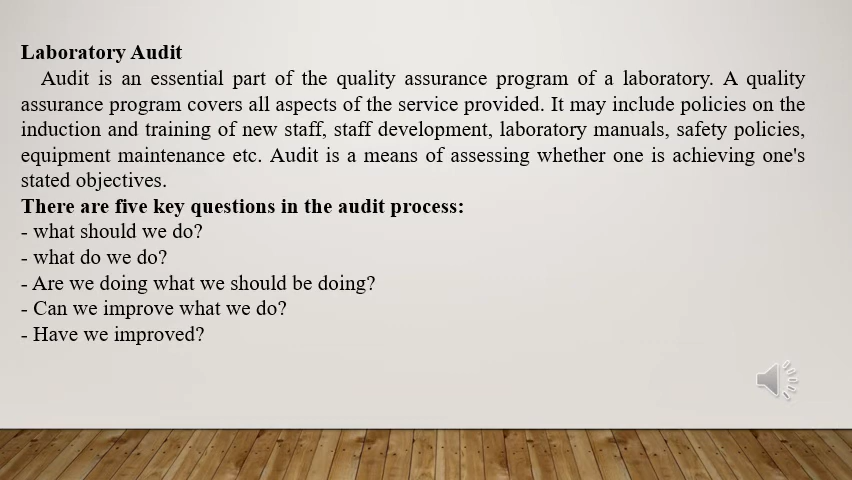 Laboratory Audit
Audit is an essential part of the quality assurance program of a laboratory. A quality
assurance program covers all aspects of the service provided. It may include policies on the
induction and training of new staff, staff development, laboratory manuals, safety policies,
equipment maintenance etc. Audit is a means of assessing whether one is achieving one's
stated objectives.
There are five key questions in the audit process:
- what should we do?
- what do we do?
- Are we doing what we should be doing?
- Can we improve what we do?
- Have we improved?